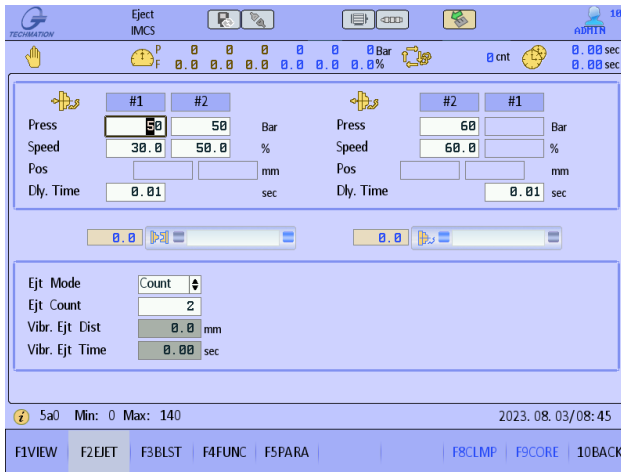 Eject
IMCS
TECHMATION
10
ADMIN
P 0 0 0 0 0 0 Bar
F 0.0 0.0 0.0 0.0 0.0 0.0%
0 cnt
0.00 sec
0.00 sec
#1 #2
Press 50 50 Bar
Speed 30.0 50.0 %
Pos mm
Dly. Time 0.01 sec
#2 #1
Press 60 Bar
Speed 60.0 %
Pos mm
Dly. Time 0.01 sec
0.0
0.0
Ejt Mode Count
Ejt Count 2
Vibr. Ejt Dist 0.0 mm
Vibr. Ejt Time 0.00 sec
i 5a0 Min: 0 Max: 140
2023. 08. 03/08:45
F1VIEW F2EJET F3BLST F4FUNC F5PARA F8CLMP F9CORE 10BACK